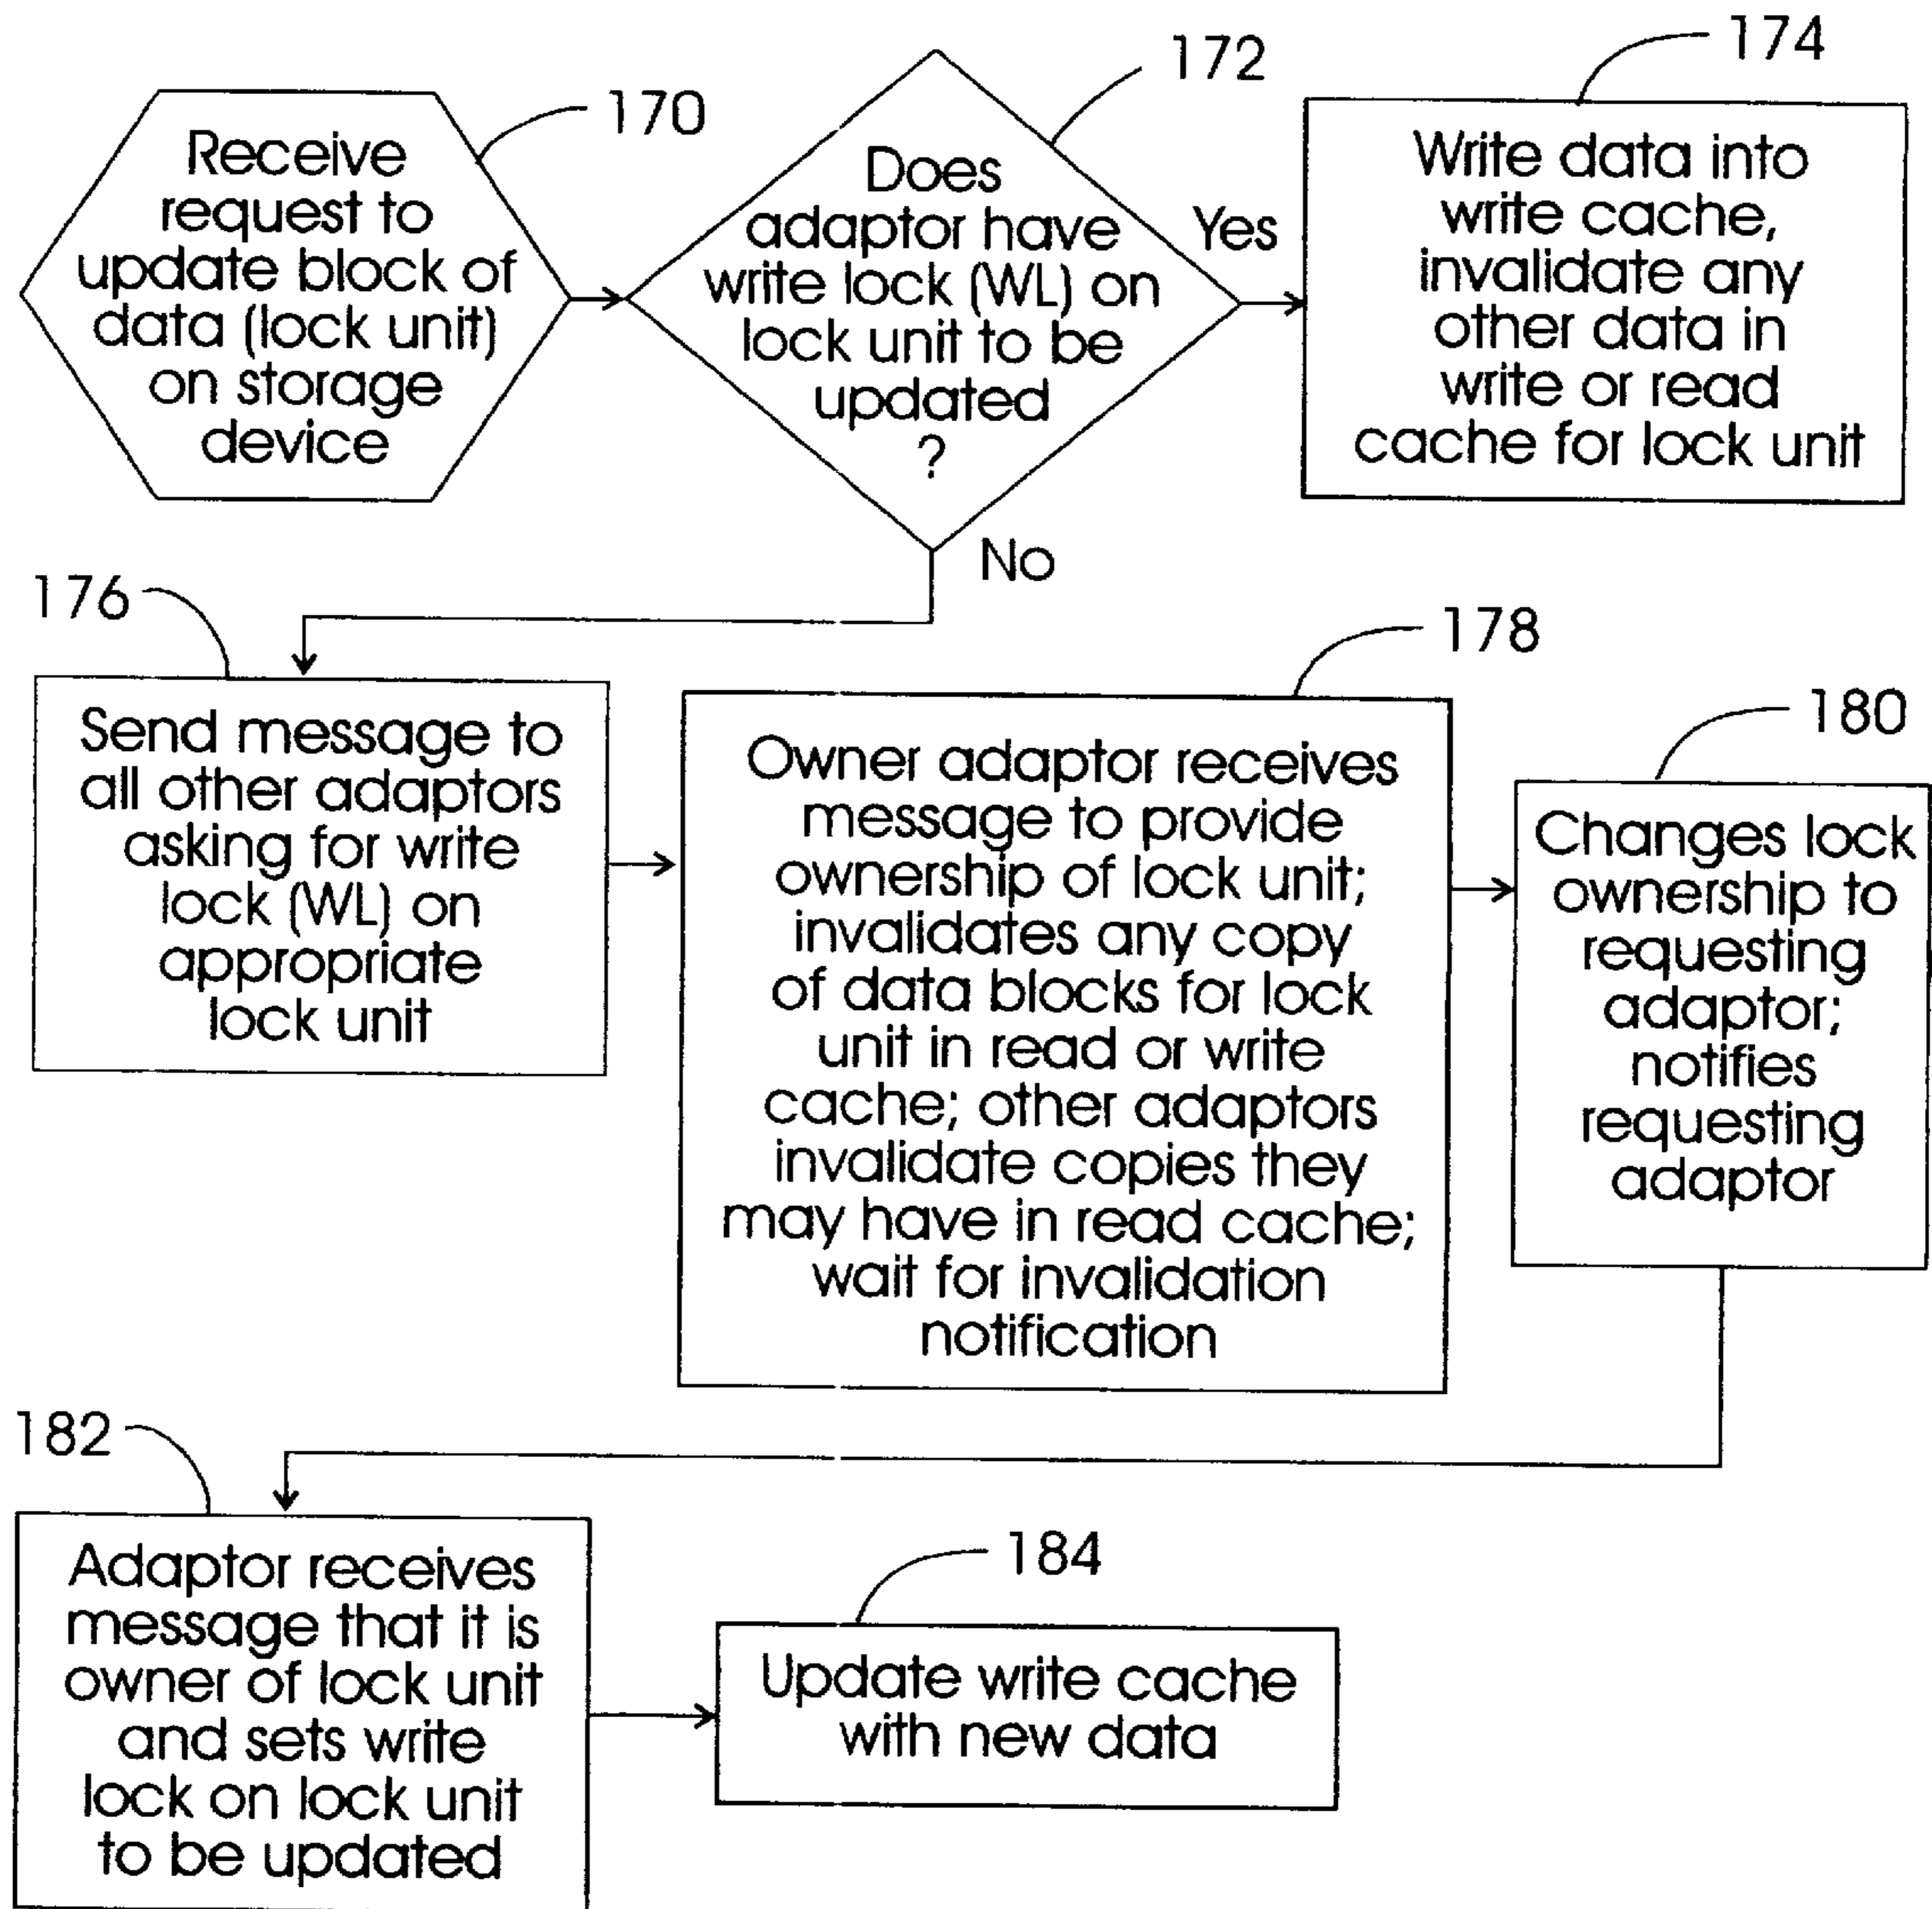 170
Receive
request to
update block of
data (lock unit)
on storage
device
172
Does
adaptor have
write lock (WL) on
lock unit to be
updated
?
Yes
No
174
Write data into
write cache,
invalidate any
other data in
write or read
cache for lock unit
176
Send message to
all other adaptors
asking for write
lock (WL) on
appropriate
lock unit
178
Owner adaptor receives
message to provide
ownership of lock unit;
invalidates any copy
of data blocks for lock
unit in read or write
cache; other adaptors
invalidate copies they
may have in read cache;
wait for invalidation
notification
180
Changes lock
ownership to
requesting
adaptor;
notifies
requesting
adaptor
182
Adaptor receives
message that it is
owner of lock unit
and sets write
lock on lock unit
to be updated
184
Update write cache
with new data